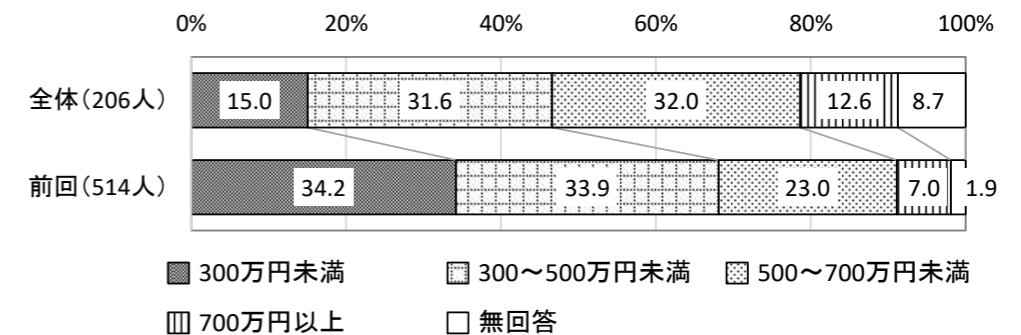 0% 20% 40% 60% 80% 100%
全体(206人) 15.0 31.6 32.0 12.6 8.7
前回(514人) 34.2 33.9 23.0 7.0 1.9
300万円未満 300～500万円未満 500～700万円未満
700万円以上 無回答